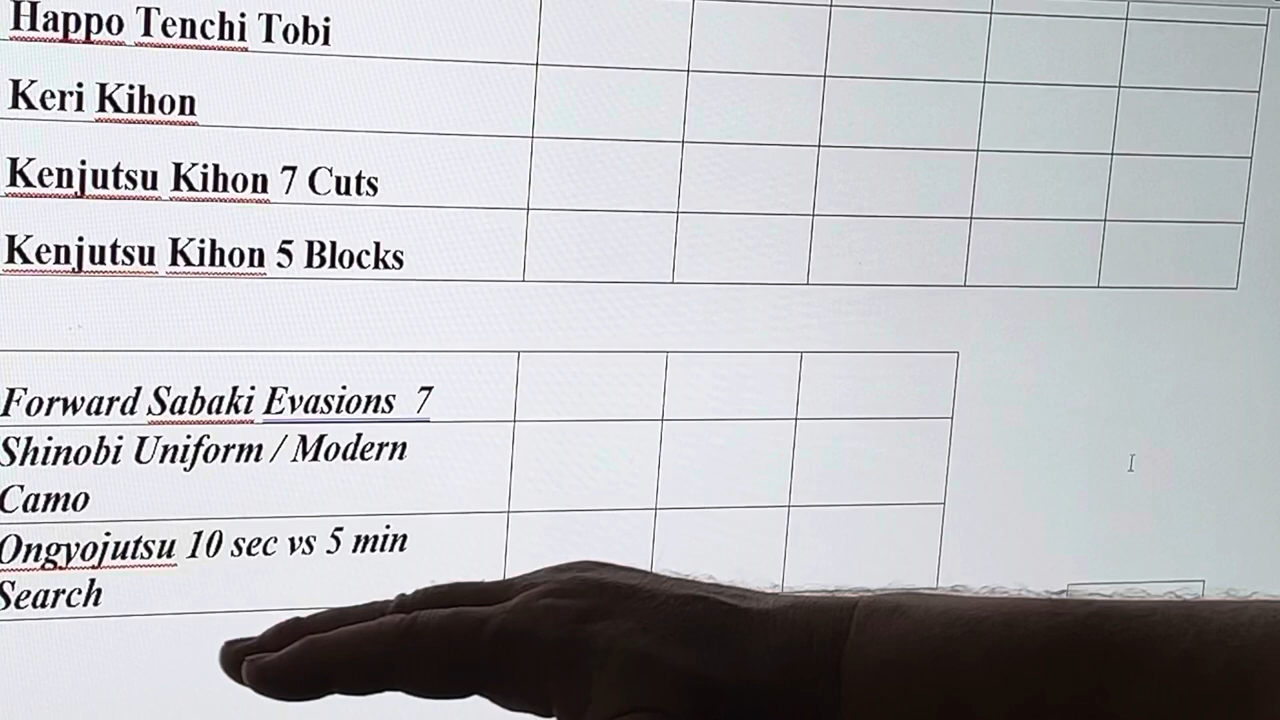 Happo Tenchi Tobi
Keri Kihon
Kenjutsu Kihon 7 Cuts
Kenjutsu Kihon 5 Blocks
Forward Sabaki Evasions 7
Shinobi Uniform / Modern
Camo
Ongyojutsu 10 sec vs 5 min
Search